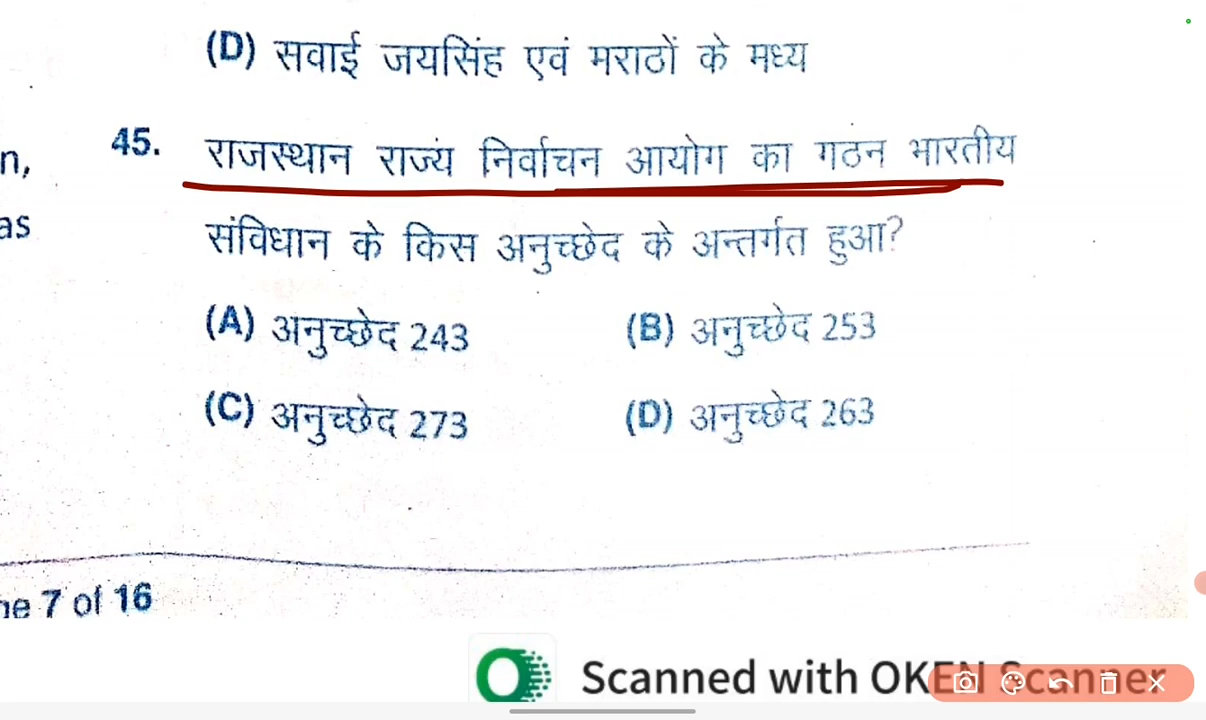 (D) सवाई जयसिंह एवं मराठों के मध्य
n,
45. राजस्थान राज्य निर्वाचन आयोग का गठन भारतीय
as
संविधान के किस अनुच्छेद के अन्तर्गत हुआ?
(A) अनुच्छेद 243 (B) अनुच्छेद 253
(C) अनुच्छेद 273 (D) अनुच्छेद 263
ne 7 of 16
Scanned with OKEN Scanner